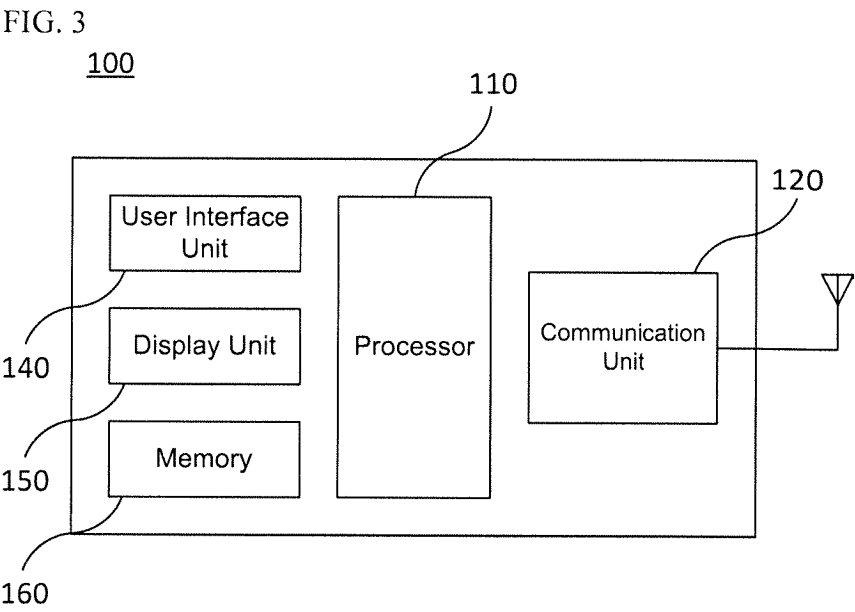 FIG. 3
100
110
120
User Interface
Unit
140
Display Unit
150
Memory
160
Processor
Communication
Unit